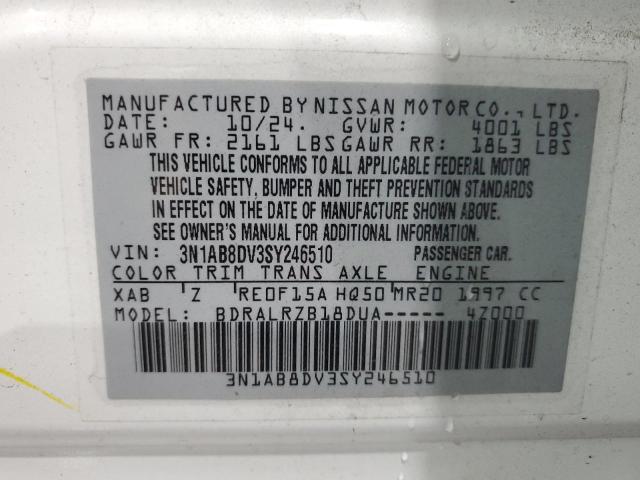 MANUFACTURED BY NISSAN MOTOR CO., LTD.
DATE: 10/24. GVWR: 4001 LBS
GAWR FR: 2161 LBS GAWR RR: 1863 LBS
THIS VEHICLE CONFORMS TO ALL APPLICABLE FEDERAL MOTOR
VEHICLE SAFETY, BUMPER AND THEFT PREVENTION STANDARDS
IN EFFECT ON THE DATE OF MANUFACTURE SHOWN ABOVE.
SEE OWNER'S MANUAL FOR ADDITIONAL INFORMATION.
VIN: 3N1AB8DV3SY246510 PASSENGER CAR.
COLOR TRIM TRANS AXLE ENGINE
XAB Z RE0F15A HQ50 MR20 1997 CC
MODEL: BDRALRZB18DUA----- 4Z000
3N1AB8DV3SY246510